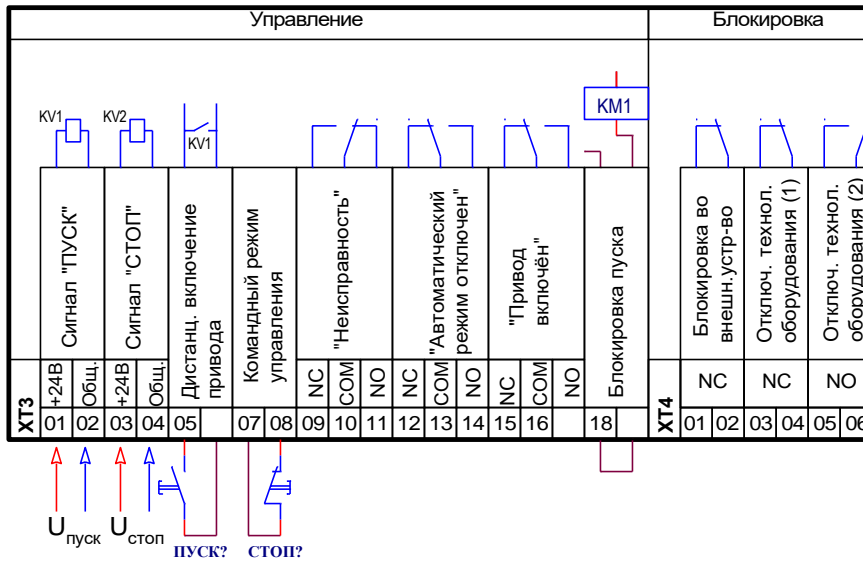 Управление
Блокировка
KV1
KV2
KV1
KM1
Сигнал "ПУСК"
Сигнал "СТОП"
Дистанц. включение
привода
Командный режим
управления
"Неисправность"
"Автоматический
режим отключен"
"Привод
включён"
Блокировка пуска
Блокировка во
внешн.устр-во
Отключ. технол.
оборудования (1)
Отключ. технол.
оборудования (2)
XT3
+24В
Общ.
+24В
Общ.
NC
COM
NO
NC
COM
NO
NC
COM
NO
XT4
NC
NC
NO
01 02 03 04 05 07 08 09 10 11 12 13 14 15 16 18
01 02 03 04 05 06
Uпуск
Uстоп
ПУСК?
СТОП?